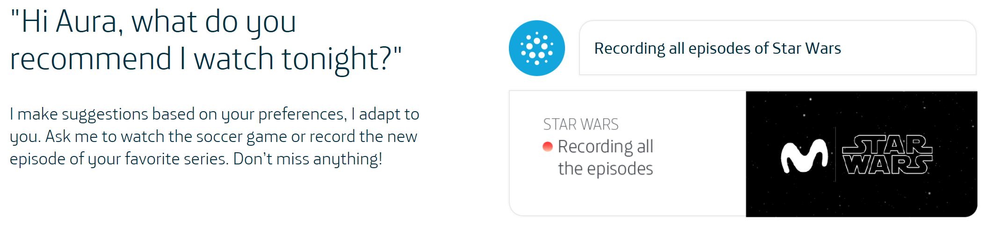 "Hi Aura, what do you
recommend I watch tonight?"
I make suggestions based on your preferences, I adapt to
you. Ask me to watch the soccer game or record the new
episode of your favorite series. Don’t miss anything!
Recording all episodes of Star Wars
STAR WARS
Recording all
the episodes
STAR
WARS